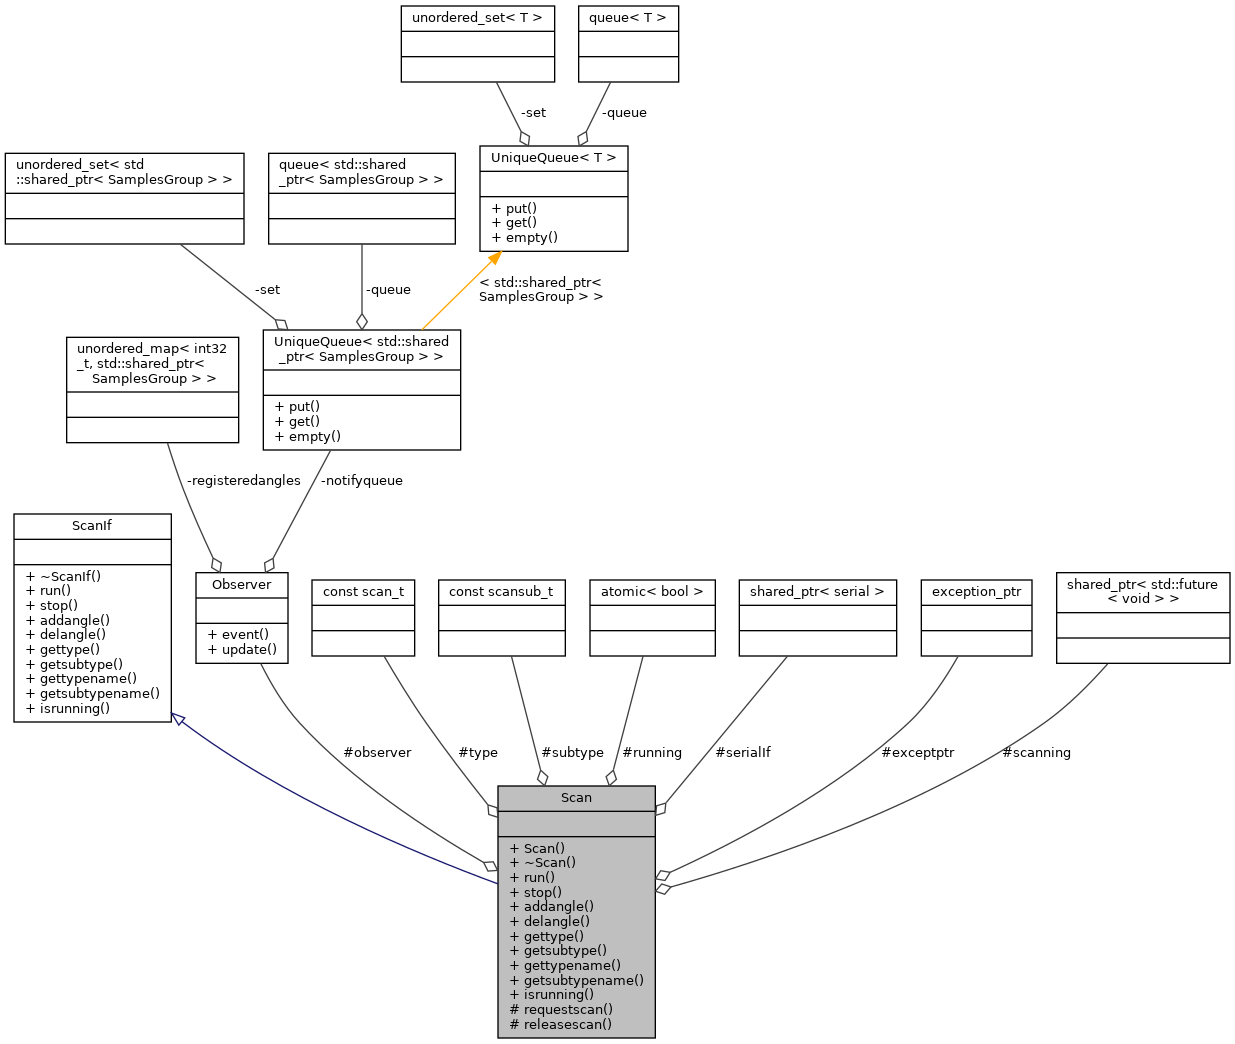 unordered_set< T >
queue< T >
-set
-queue
UniqueQueue< T >
+ put()
+ get()
+ empty()
unordered_set< std
::shared_ptr< SamplesGroup > >
queue< std::shared
_ptr< SamplesGroup > >
-set
-queue
< std::shared_ptr<
SamplesGroup > >
UniqueQueue< std::shared
_ptr< SamplesGroup > >
+ put()
+ get()
+ empty()
unordered_map< int32
_t, std::shared_ptr<
SamplesGroup > >
-registeredangles
-notifyqueue
ScanIf
+ ~ScanIf()
+ run()
+ stop()
+ addangle()
+ delangle()
+ gettype()
+ getsubtype()
+ gettypename()
+ getsubtypename()
+ isrunning()
Observer
+ event()
+ update()
const scan_t
const scansub_t
atomic< bool >
shared_ptr< serial >
exception_ptr
shared_ptr< std::future
< void > >
#observer
#type
#subtype
#running
#serialIf
#exceptptr
#scanning
Scan
+ Scan()
+ ~Scan()
+ run()
+ stop()
+ addangle()
+ delangle()
+ gettype()
+ getsubtype()
+ gettypename()
+ getsubtypename()
+ isrunning()
# requestscan()
# releasescan()